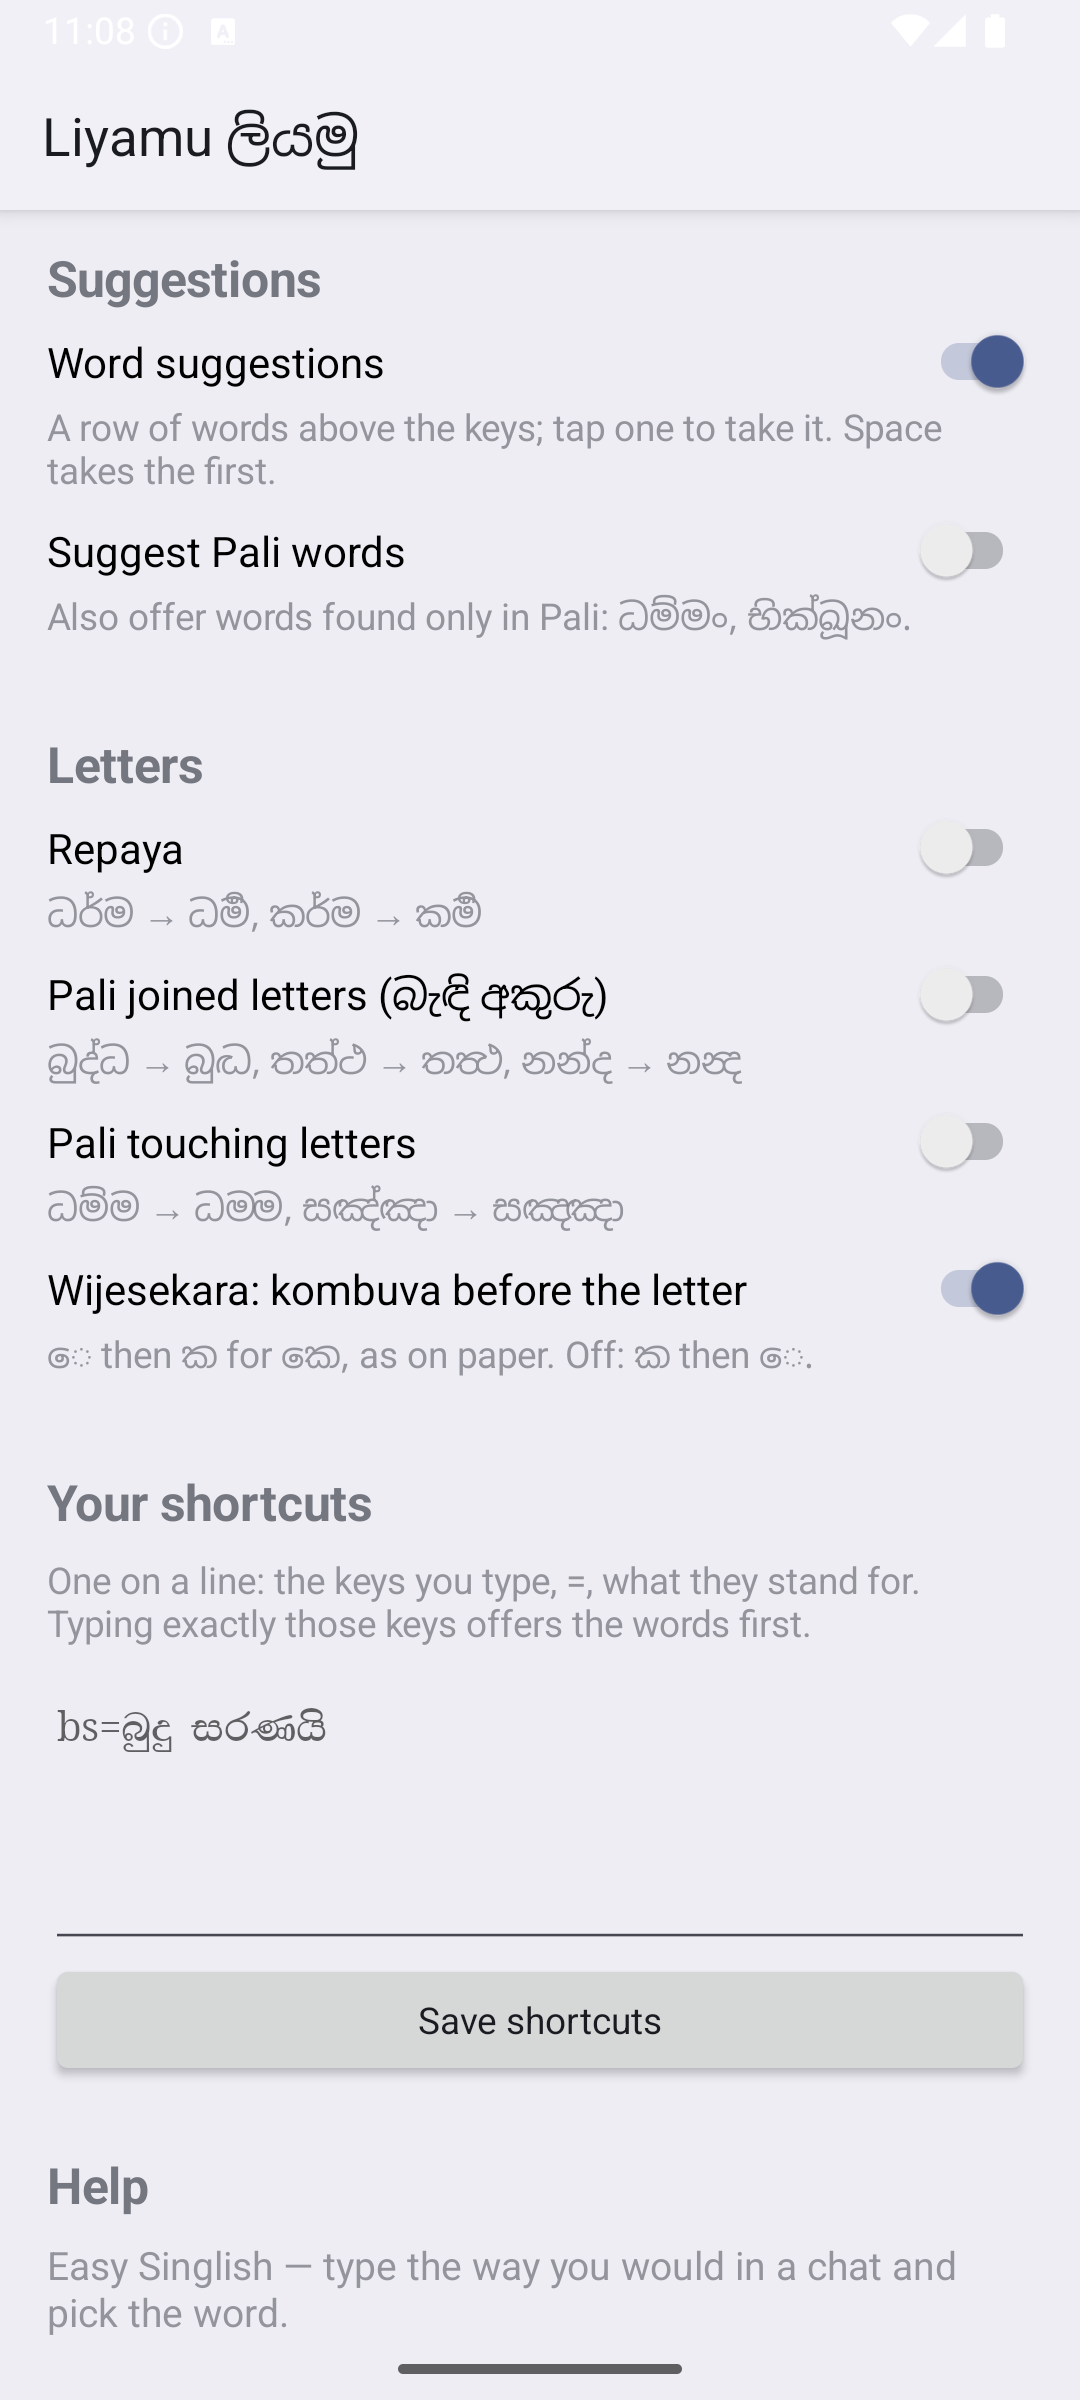 11:08
Liyamu ලියමු
Suggestions
Word suggestions
A row of words above the keys; tap one to take it. Space
takes the first.
Suggest Pali words
Also offer words found only in Pali: ධම්මං, භික්ඛූනං.
Letters
Repaya
ධර්ම → ධර්‍ම, කර්ම → කර්‍ම
Pali joined letters (බැඳි අකුරු)
බුද්ධ → බුද්‍ධ, තත්ථ → තත්‍ථ, නන්ද → නන්‍ද
Pali touching letters
ධම්ම → ධම‍්ම, සඤ්ඤා → සඤ‍්ඤා
Wijesekara: kombuva before the letter
ෙ then ක for කෙ, as on paper. Off: ක then ෙ.
Your shortcuts
One on a line: the keys you type, =, what they stand for.
Typing exactly those keys offers the words first.
bs=බුදු සරණයි
Save shortcuts
Help
Easy Singlish — type the way you would in a chat and
pick the word.